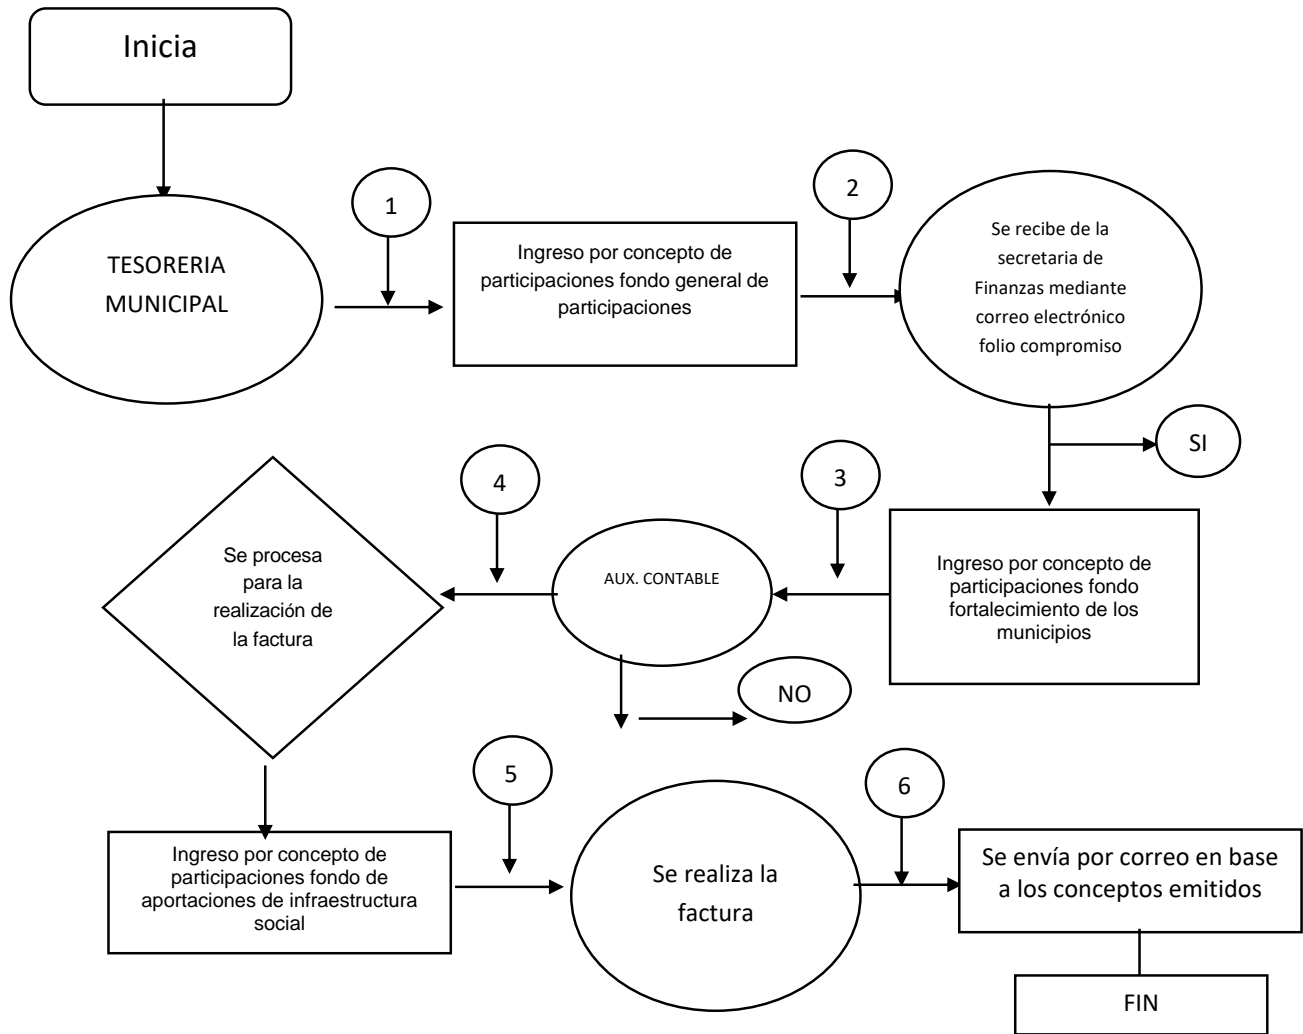 Inicia
TESORERIA
MUNICIPAL
1
Ingreso por concepto de
participaciones fondo general de
participaciones
2
Se recibe de la
secretaria de
Finanzas mediante
correo electrónico
folio compromiso
SI
Ingreso por concepto de
participaciones fondo
fortalecimiento de los
municipios
3
AUX. CONTABLE
NO
4
Se procesa
para la
realización de
la factura
Ingreso por concepto de
participaciones fondo de
aportaciones de infraestructura
social
5
Se realiza la
factura
6
Se envía por correo en base
a los conceptos emitidos
FIN